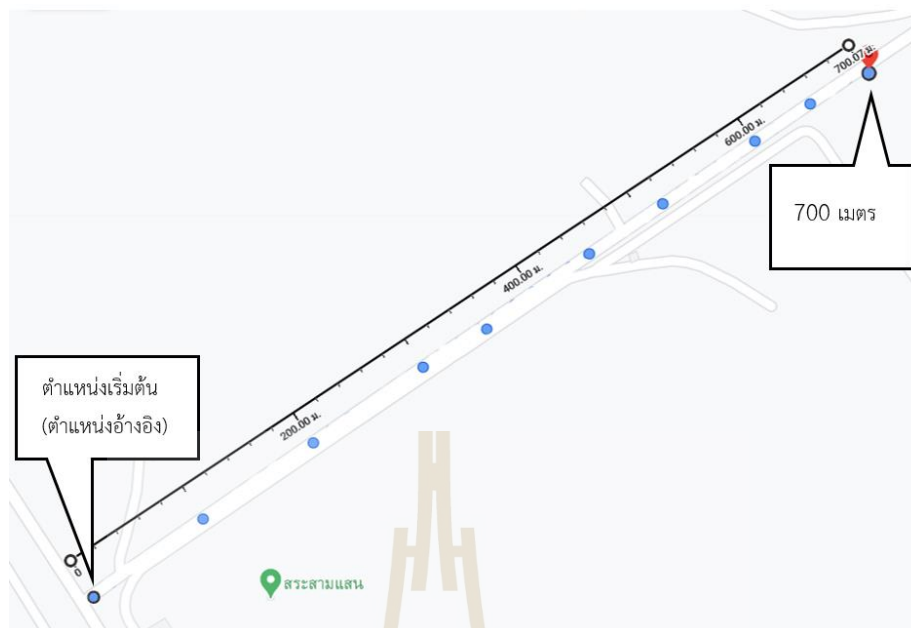 700.07 ม.
600.00 ม.
700 เมตร
400.00 ม.
ตำแหน่งเริ่มต้น
(ตำแหน่งอ้างอิง)
200.00 ม.
0
สระสามแสน